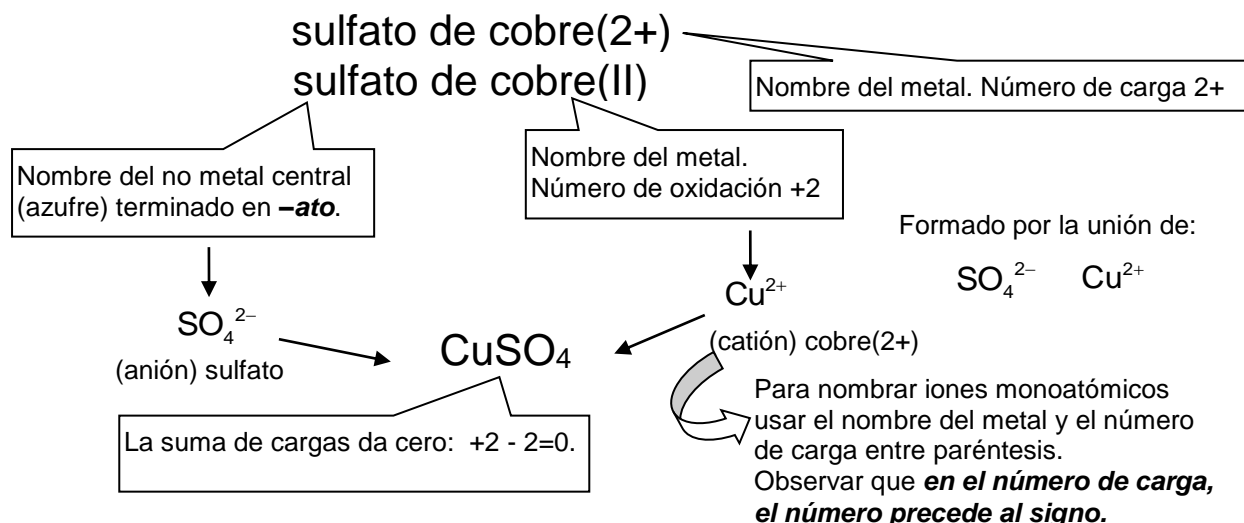 sulfato de cobre(2+)
sulfato de cobre(II)
Nombre del metal. Número de carga 2+
Nombre del no metal central
(azufre) terminado en –ato.
Nombre del metal.
Número de oxidación +2
Formado por la unión de:
SO₄²⁻ Cu²⁺
SO₄²⁻
(anión) sulfato
Cu²⁺
(catión) cobre(2+)
CuSO₄
La suma de cargas da cero: +2 - 2=0.
Para nombrar iones monoatómicos
usar el nombre del metal y el número
de carga entre paréntesis.
Observar que en el número de carga,
el número precede al signo.